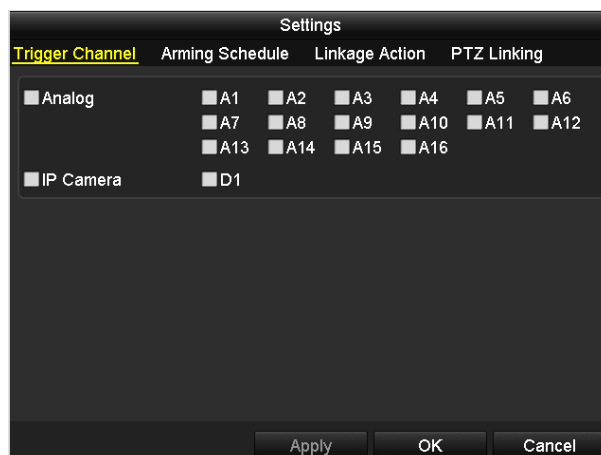 Settings
Trigger Channel Arming Schedule Linkage Action PTZ Linking
Analog A1 A2 A3 A4 A5 A6
A7 A8 A9 A10 A11 A12
A13 A14 A15 A16
IP Camera D1
Apply OK Cancel